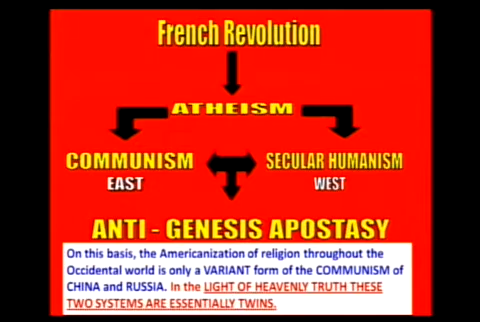 French Revolution
ATHEISM
COMMUNISM SECULAR HUMANISM
EAST WEST
ANTI - GENESIS APOSTASY
On this basis, the Americanization of religion throughout the
Occidental world is only a VARIANT form of the COMMUNISM of
CHINA and RUSSIA. In the LIGHT OF HEAVENLY TRUTH THESE
TWO SYSTEMS ARE ESSENTIALLY TWINS.